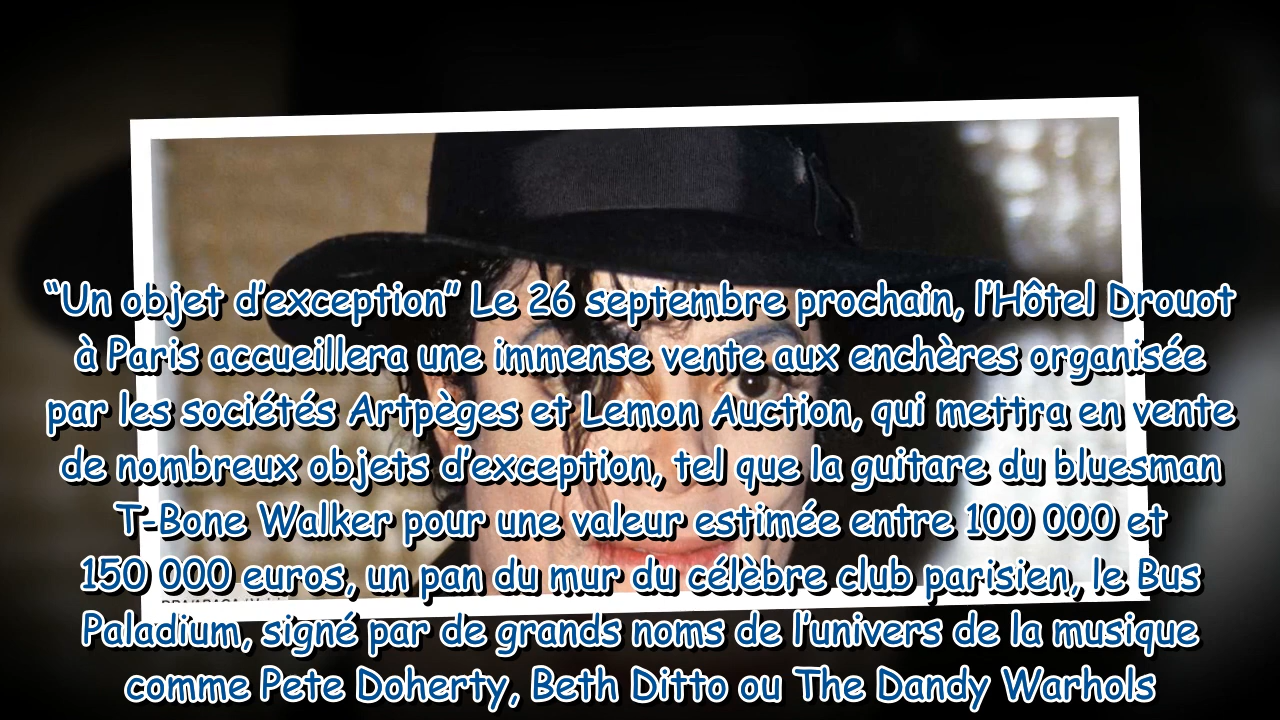 “Un objet d’exception” Le 26 septembre prochain, l’Hôtel Drouot
à Paris accueillera une immense vente aux enchères organisée
par les sociétés Artpèges et Lemon Auction, qui mettra en vente
de nombreux objets d’exception, tel que la guitare du bluesman
T-Bone Walker pour une valeur estimée entre 100 000 et
150 000 euros, un pan du mur du célèbre club parisien, le Bus
Paladium, signé par de grands noms de l’univers de la musique
comme Pete Doherty, Beth Ditto ou The Dandy Warhols